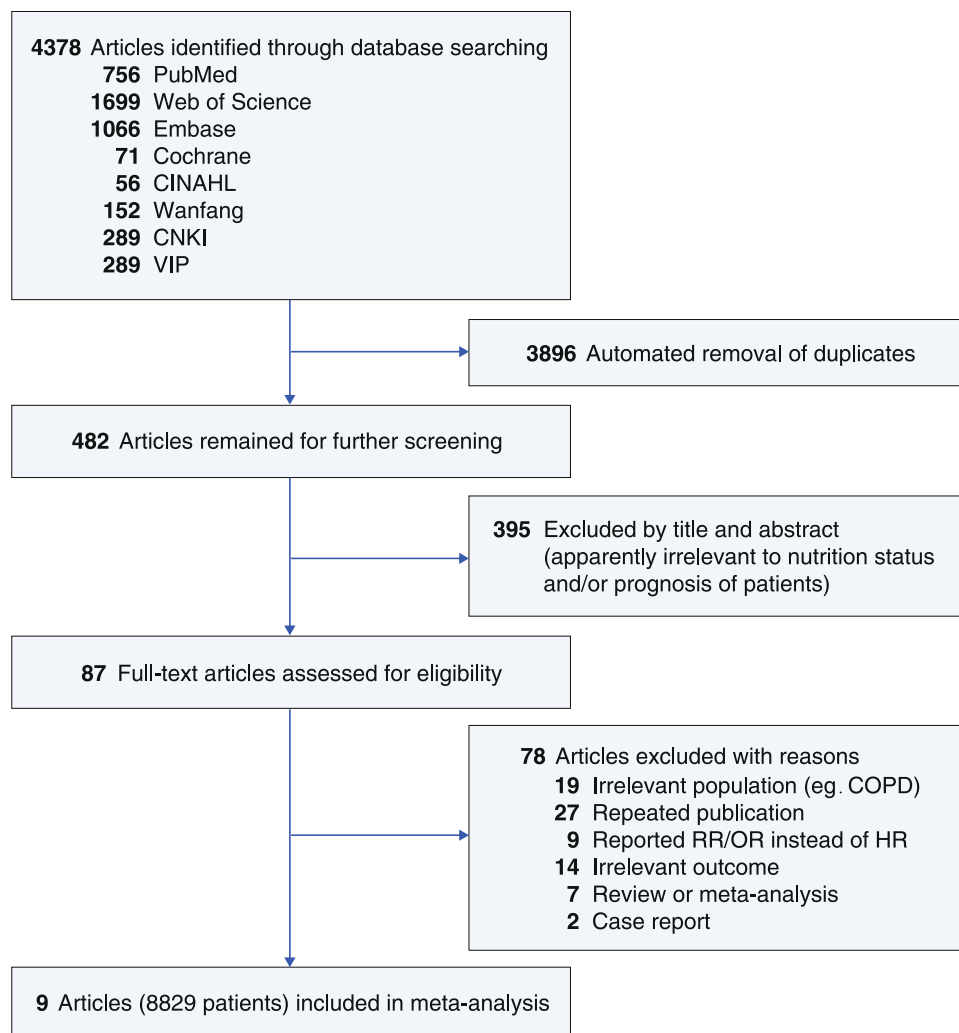 4378 Articles identified through database searching
756 PubMed
1699 Web of Science
1066 Embase
71 Cochrane
56 CINAHL
152 Wanfang
289 CNKI
289 VIP
3896 Automated removal of duplicates
482 Articles remained for further screening
395 Excluded by title and abstract
(apparently irrelevant to nutrition status
and/or prognosis of patients)
87 Full-text articles assessed for eligibility
78 Articles excluded with reasons
19 Irrelevant population (eg. COPD)
27 Repeated publication
9 Reported RR/OR instead of HR
14 Irrelevant outcome
7 Review or meta-analysis
2 Case report
9 Articles (8829 patients) included in meta-analysis